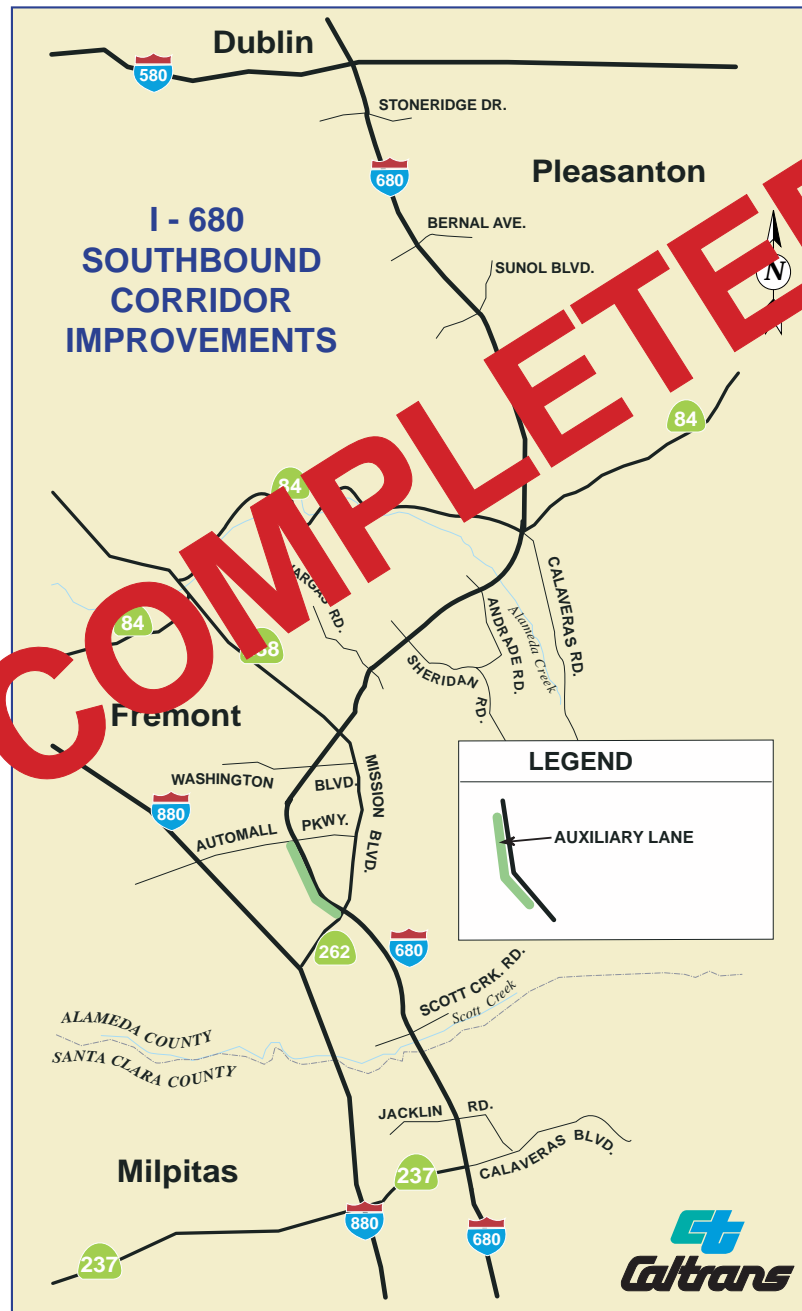 Dublin
580
STONERIDGE DR.
680
Pleasanton
I - 680
SOUTHBOUND
CORRIDOR
IMPROVEMENTS
BERNAL AVE.
SUNOL BLVD.
N
COMPLETED
84
84
84
VARGAS RD.
CALAVERAS RD.
ANDRADE RD.
Alameda Creek
SHERIDAN RD.
Fremont
WASHINGTON BLVD.
MISSION BLVD.
880
AUTOMALL PKWY.
LEGEND
AUXILIARY LANE
262
680
SCOTT CRK. RD.
Scott Creek
ALAMEDA COUNTY
SANTA CLARA COUNTY
JACKLIN RD.
CALAVERAS BLVD.
Milpitas
237
880
680
237
Caltrans